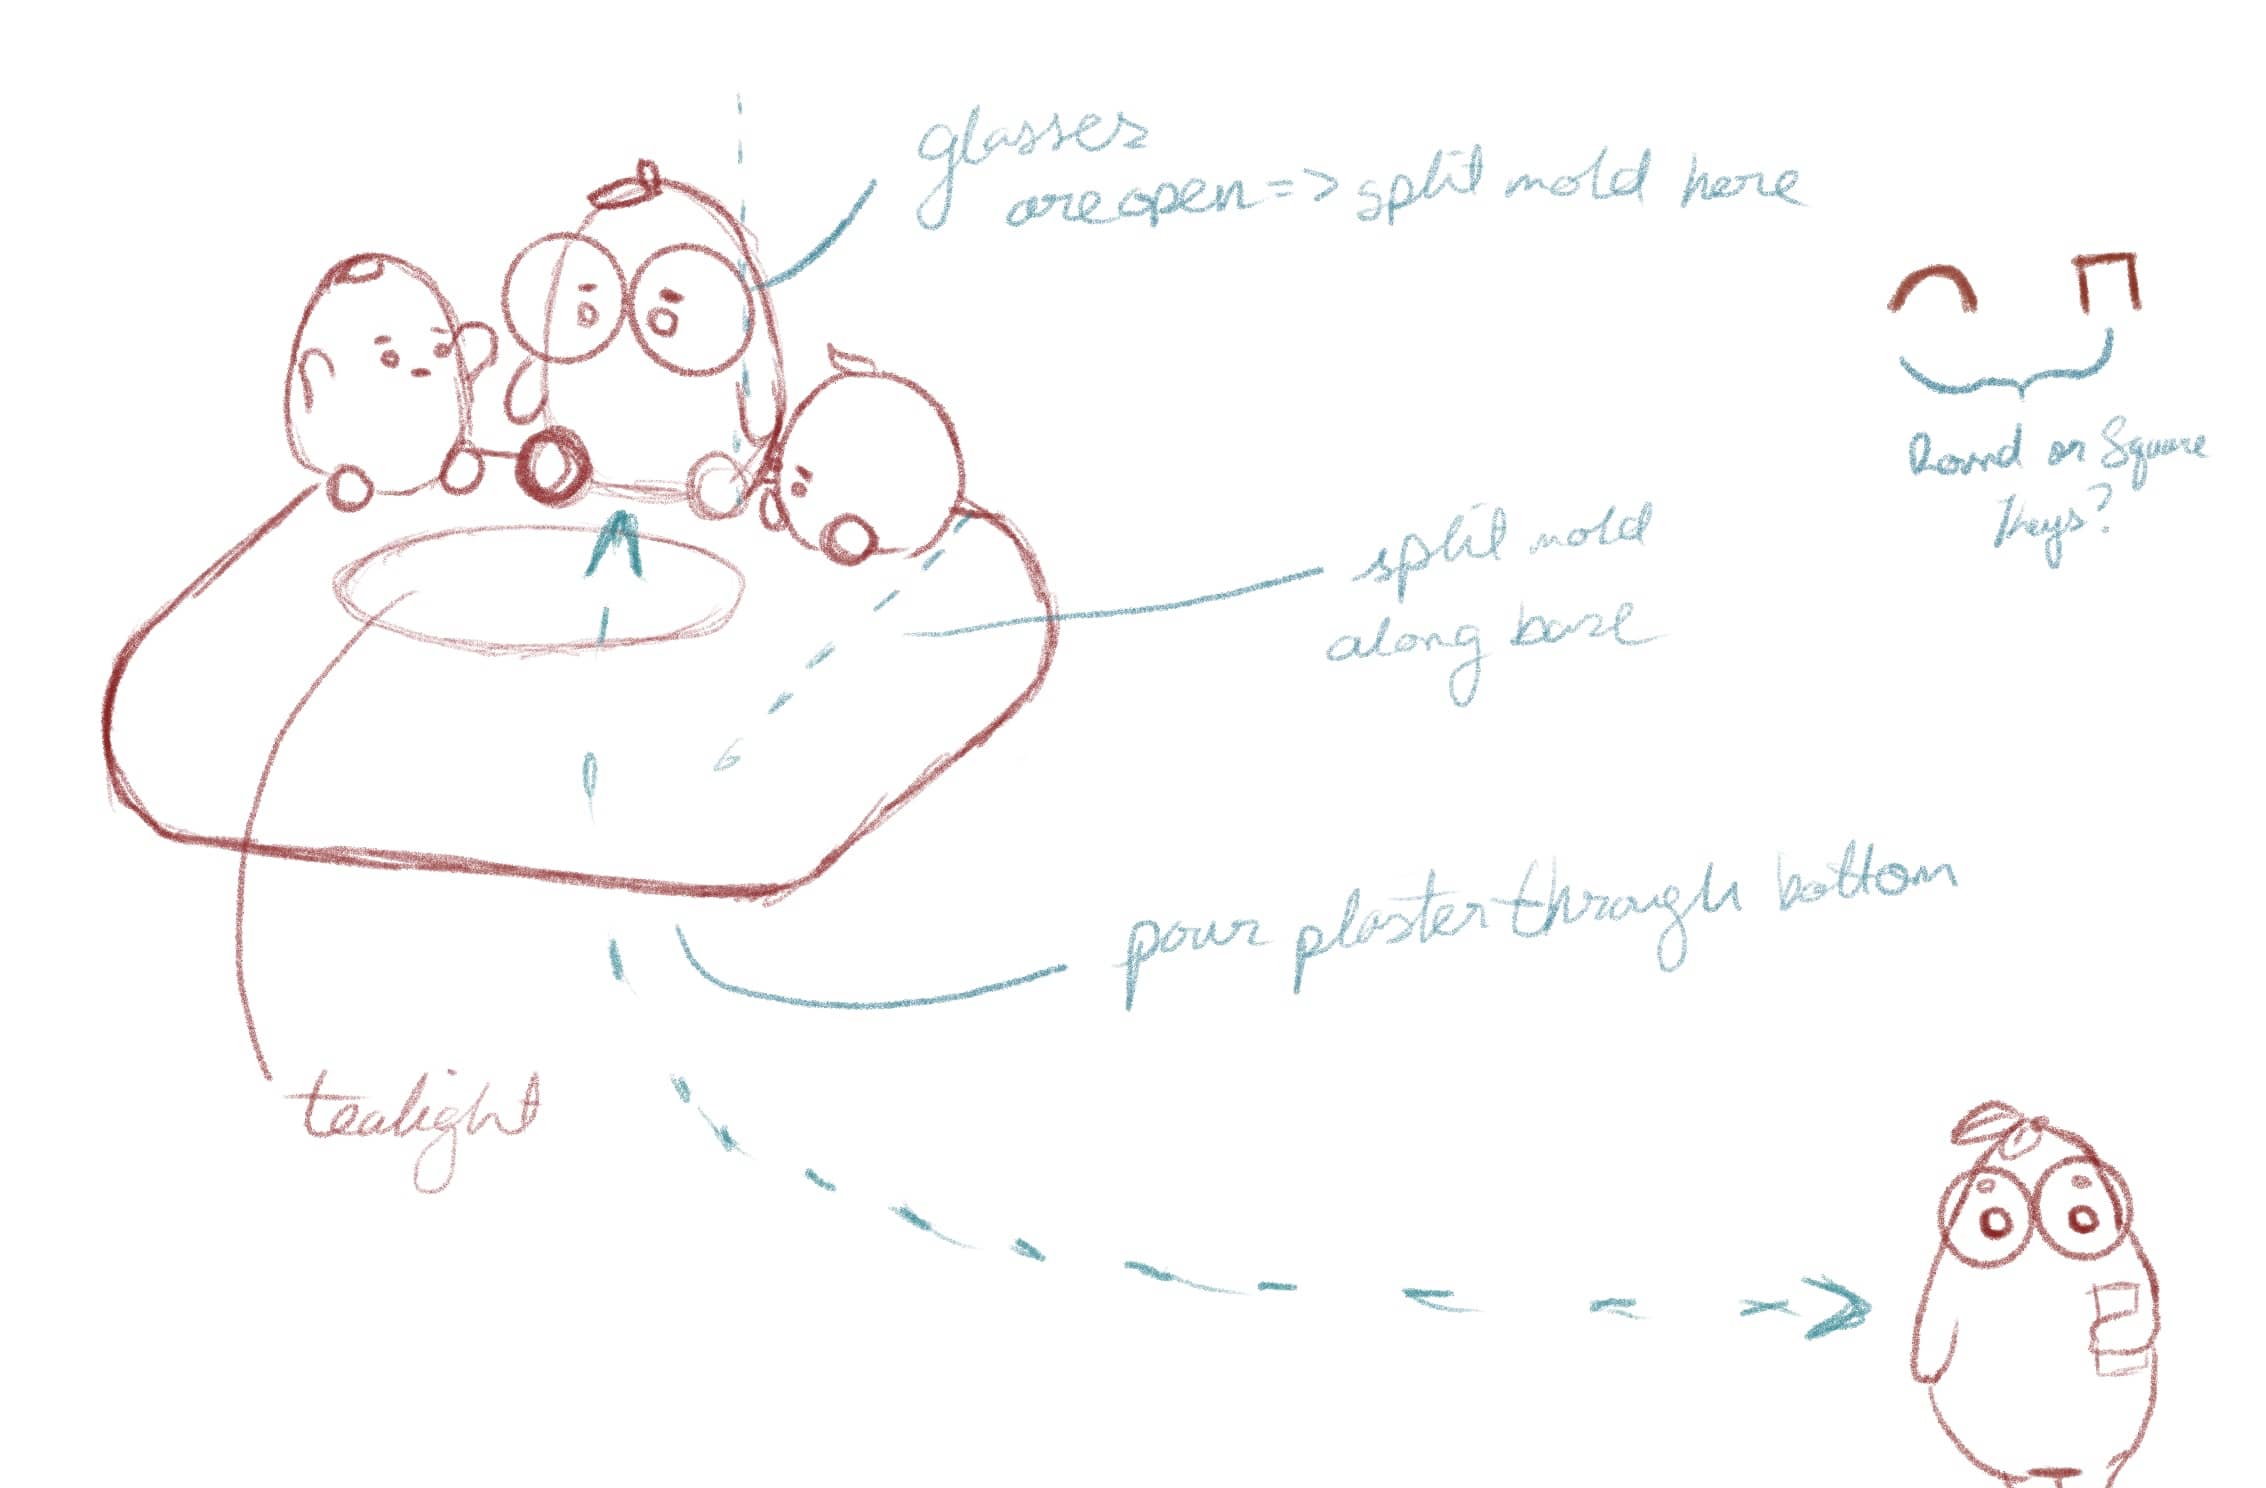 glasses
are open => split mold here
Round or Square
keys?
split mold
along base
pour plaster through bottom
tealight